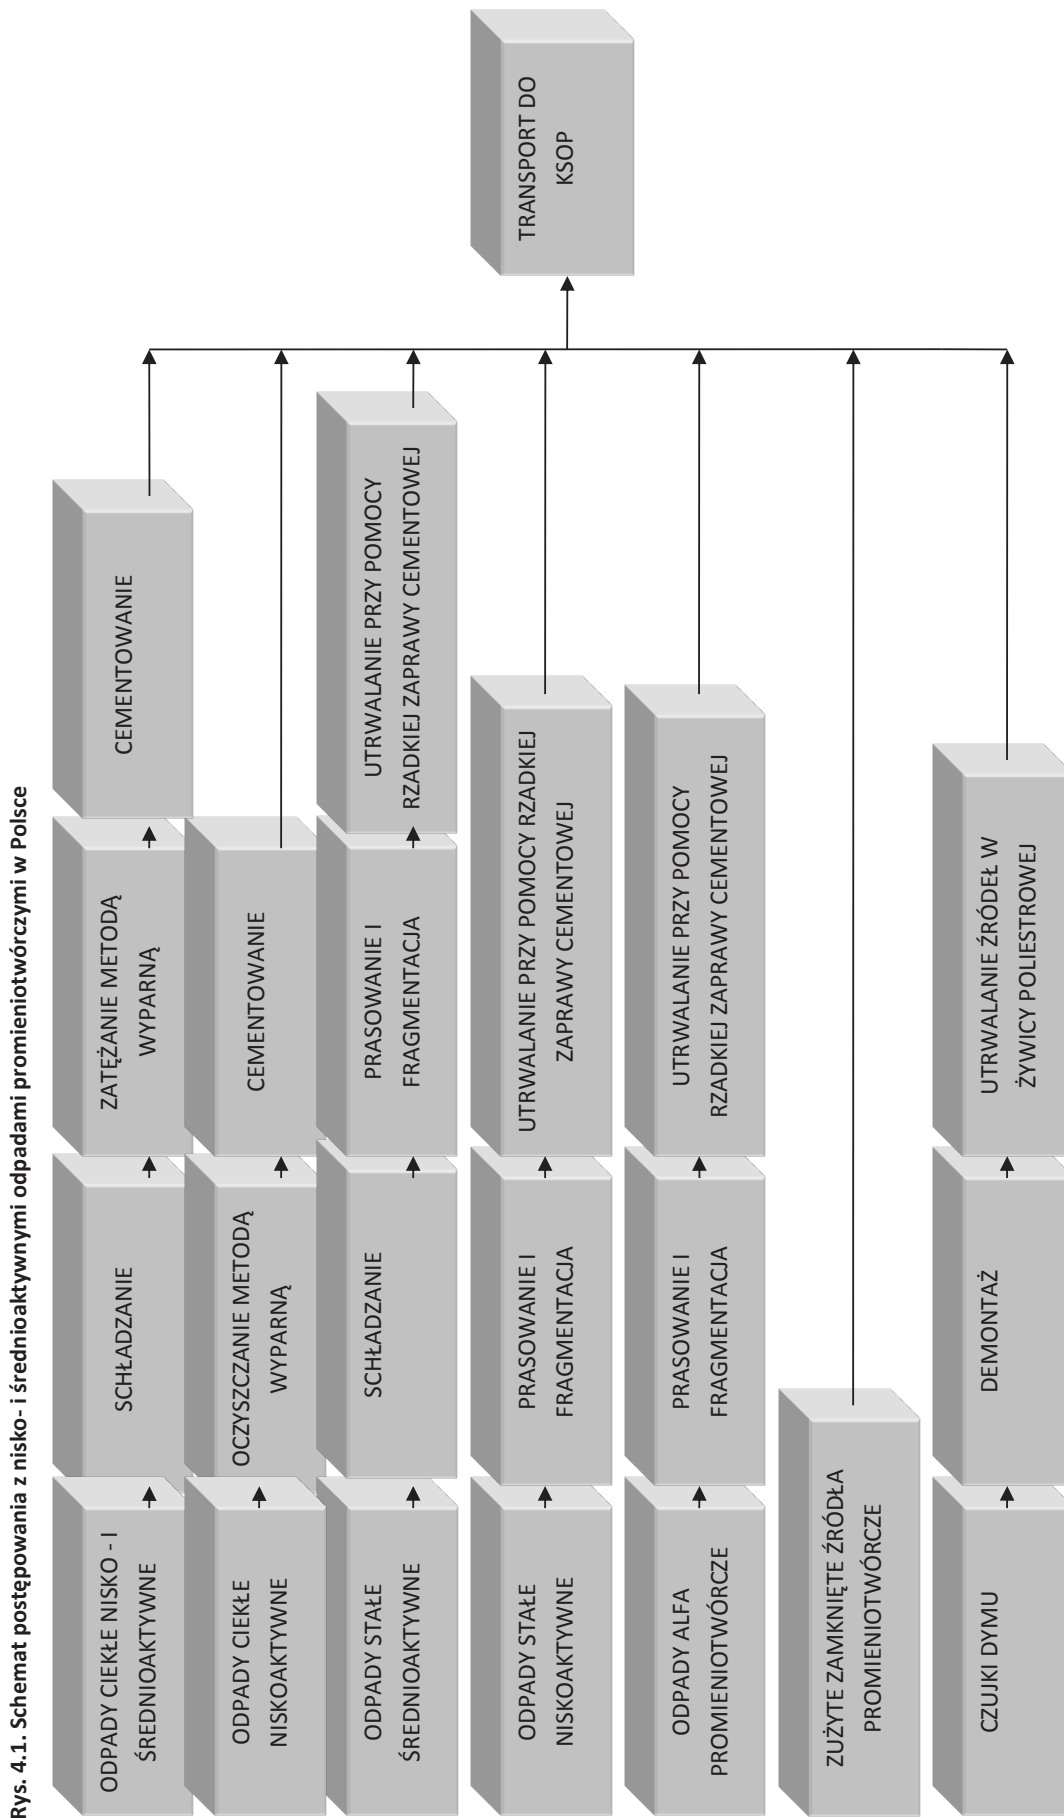 Rys. 4.1. Schemat postępowania z nisko- i średnioaktywnymi odpadami promieniotwórczymi w Polsce
ODPADY CIEKŁE NISKO - I
ŚREDNIOAKTYWNE
SCHŁADZANIE
ZATĘŻANIE METODĄ
WYPARNĄ
CEMENTOWANIE
ODPADY CIEKŁE
NISKOAKTYWNE
OCZYSZCZANIE METODĄ
WYPARNĄ
CEMENTOWANIE
ODPADY STAŁE
ŚREDNIOAKTYWNE
SCHŁADZANIE
PRASOWANIE I
FRAGMENTACJA
UTRWALANIE PRZY POMOCY
RZADKIEJ ZAPRAWY CEMENTOWEJ
ODPADY STAŁE
NISKOAKTYWNE
PRASOWANIE I
FRAGMENTACJA
UTRWALANIE PRZY POMOCY RZADKIEJ
ZAPRAWY CEMENTOWEJ
ODPADY ALFA
PROMIENIOTWÓRCZE
PRASOWANIE I
FRAGMENTACJA
UTRWALANIE PRZY POMOCY
RZADKIEJ ZAPRAWY CEMENTOWEJ
ZUŻYTE ZAMKNIĘTE ŹRÓDŁA
PROMIENIOTWÓRCZE
CZUJKI DYMU
DEMONTAŻ
UTRWALANIE ŹRÓDEŁ W
ŻYWICY POLIESTROWEJ
TRANSPORT DO
KSOP